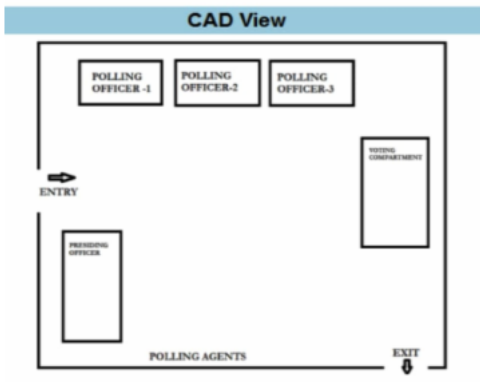 CAD View
POLLING
OFFICER -1
POLLING
OFFICER-2
POLLING
OFFICER-3
VOTING
COMPARTMENT
ENTRY
PRESIDING
OFFICER
POLLING AGENTS
EXIT